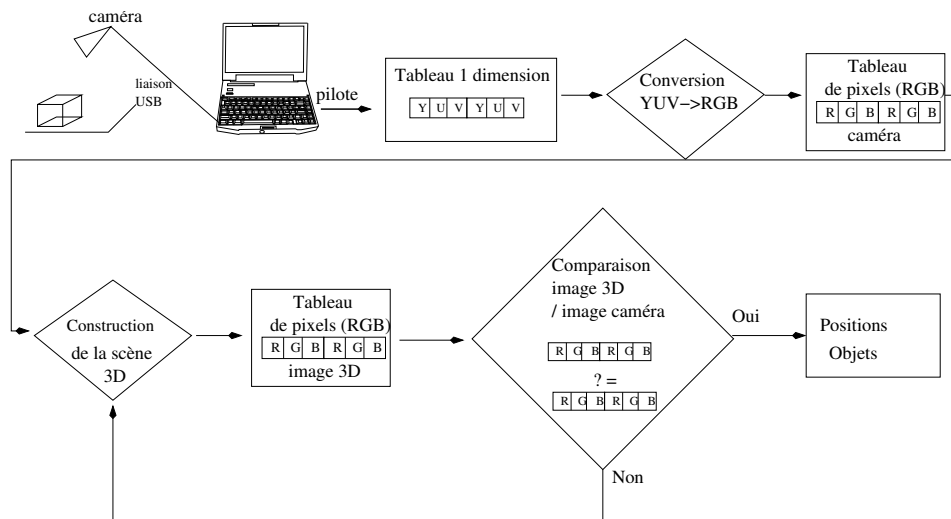 caméra
liaison
USB
pilote
Tableau 1 dimension
Y U V Y U V
Conversion
YUV−>RGB
Tableau
de pixels (RGB)
R G B R G B
caméra
Construction
de la scène
3D
Tableau
de pixels (RGB)
R G B R G B
image 3D
Comparaison
image 3D
/ image caméra
R G B R G B
? =
R G B R G B
Oui
Non
Positions
Objets